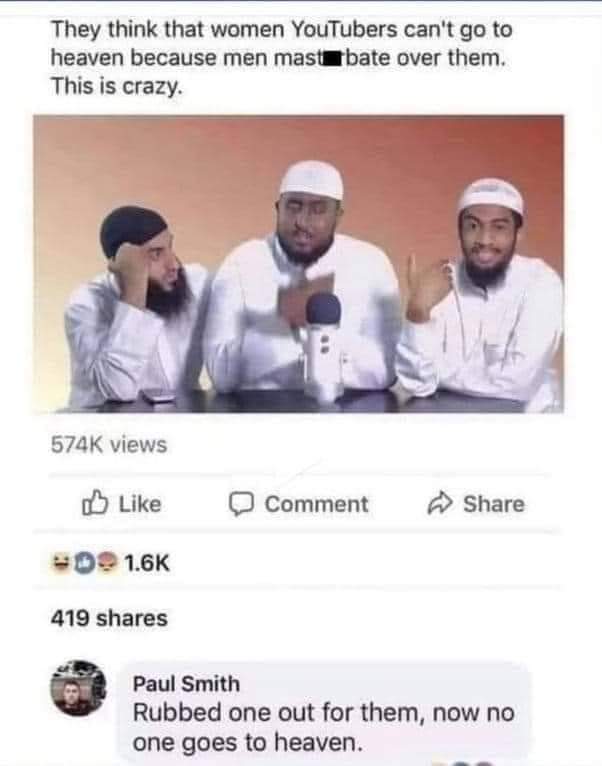 They think that women YouTubers can't go to
heaven because men mast■rbate over them.
This is crazy.
574K views
Like Comment Share
1.6K
419 shares
Paul Smith
Rubbed one out for them, now no
one goes to heaven.